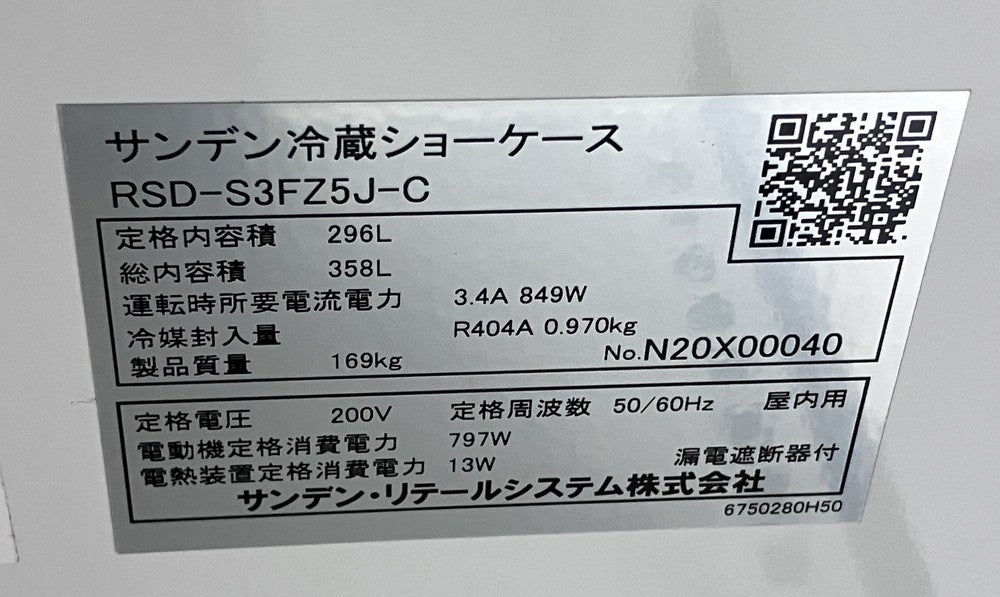 サンデン冷蔵ショーケース
RSD-S3FZ5J-C
定格内容積 296L
総内容積 358L
運転時所要電流電力 3.4A 849W
冷媒封入量 R404A 0.970kg
製品質量 169kg No.N20X00040
定格電圧 200V 定格周波数 50/60Hz 屋内用
電動機定格消費電力 797W
電熱装置定格消費電力 13W 漏電遮断器付
サンデン・リテールシステム株式会社
6750280H50